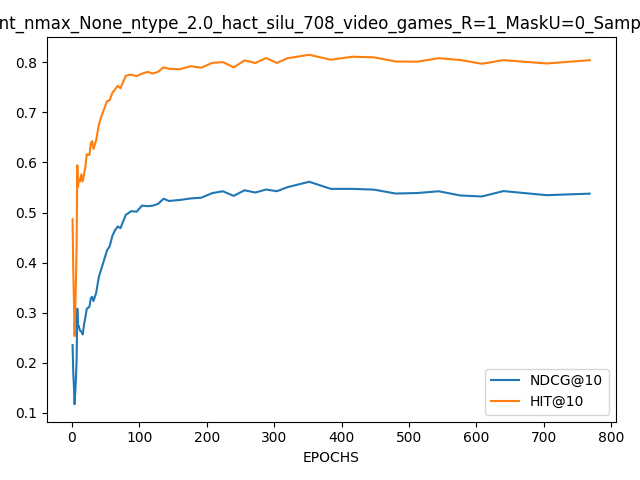 nt_nmax_None_ntype_2.0_hact_silu_708_video_games_R=1_MaskU=0_Samp
0.8
0.7
0.6
0.5
0.4
0.3
0.2
0.1
NDCG@10
HIT@10
0 100 200 300 400 500 600 700 800
EPOCHS